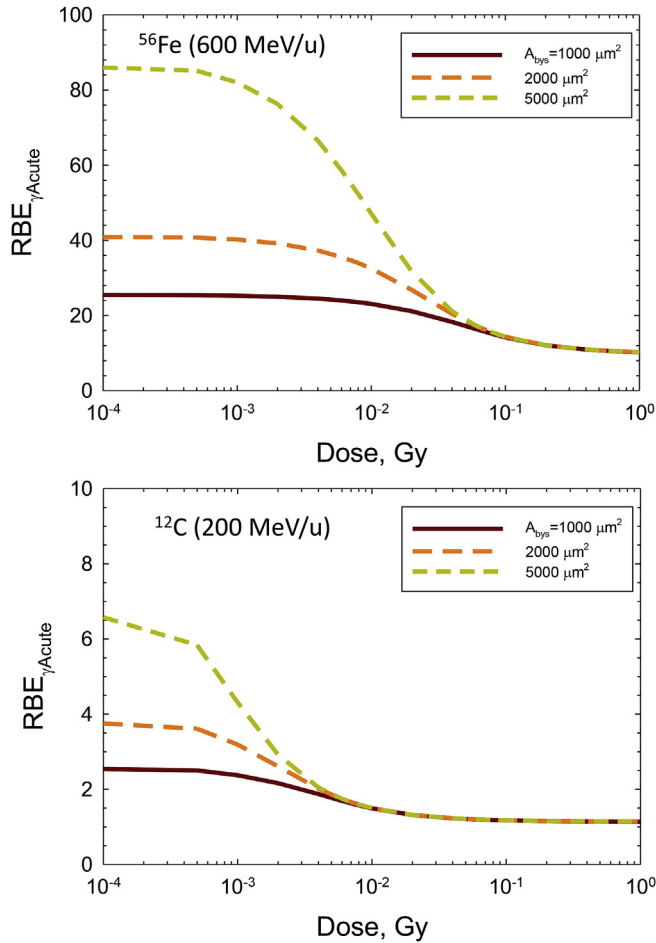 ⁵⁶Fe (600 MeV/u)
A_bys=1000 μm²
2000 μm²
5000 μm²
RBE_γAcute
100
80
60
40
20
0
10⁻⁴
10⁻³
10⁻²
10⁻¹
10⁰
Dose, Gy
¹²C (200 MeV/u)
A_bys=1000 μm²
2000 μm²
5000 μm²
RBE_γAcute
10
8
6
4
2
0
10⁻⁴
10⁻³
10⁻²
10⁻¹
10⁰
Dose, Gy